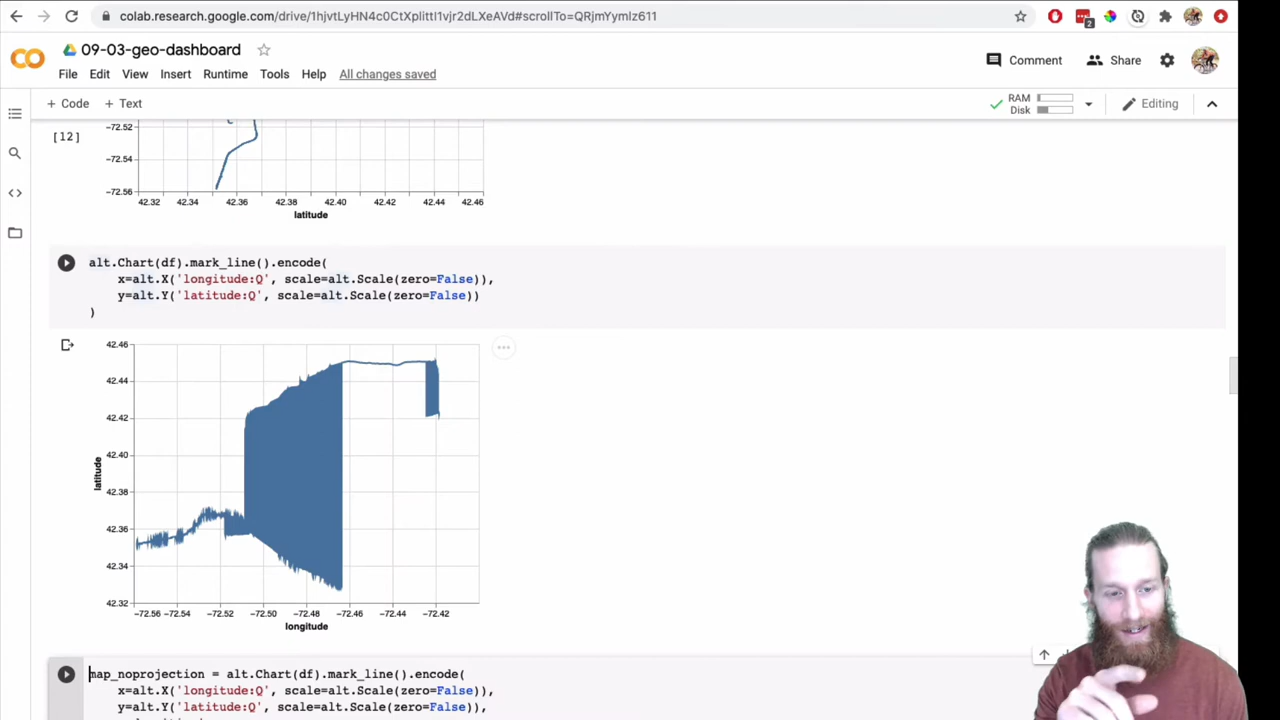 colab.research.google.com/drive/1hjvtLyHN4c0CtXplittI1vjr2dLXeAVd#scrollTo=QRjmYymIz611
2
09-03-geo-dashboard
File Edit View Insert Runtime Tools Help All changes saved
Comment
Share
+ Code + Text
RAM
Disk
Editing
[12]
-72.52
-72.54
-72.56
42.32 42.34 42.36 42.38 42.40 42.42 42.44 42.46
latitude
alt.Chart(df).mark_line().encode(
x=alt.X('longitude:Q', scale=alt.Scale(zero=False)),
y=alt.Y('latitude:Q', scale=alt.Scale(zero=False))
)
42.46
42.44
42.42
42.40
42.38
42.36
42.34
42.32
latitude
-72.56 -72.54 -72.52 -72.50 -72.48 -72.46 -72.44 -72.42
longitude
map_noprojection = alt.Chart(df).mark_line().encode(
x=alt.X('longitude:Q', scale=alt.Scale(zero=False)),
y=alt.Y('latitude:Q', scale=alt.Scale(zero=False)),